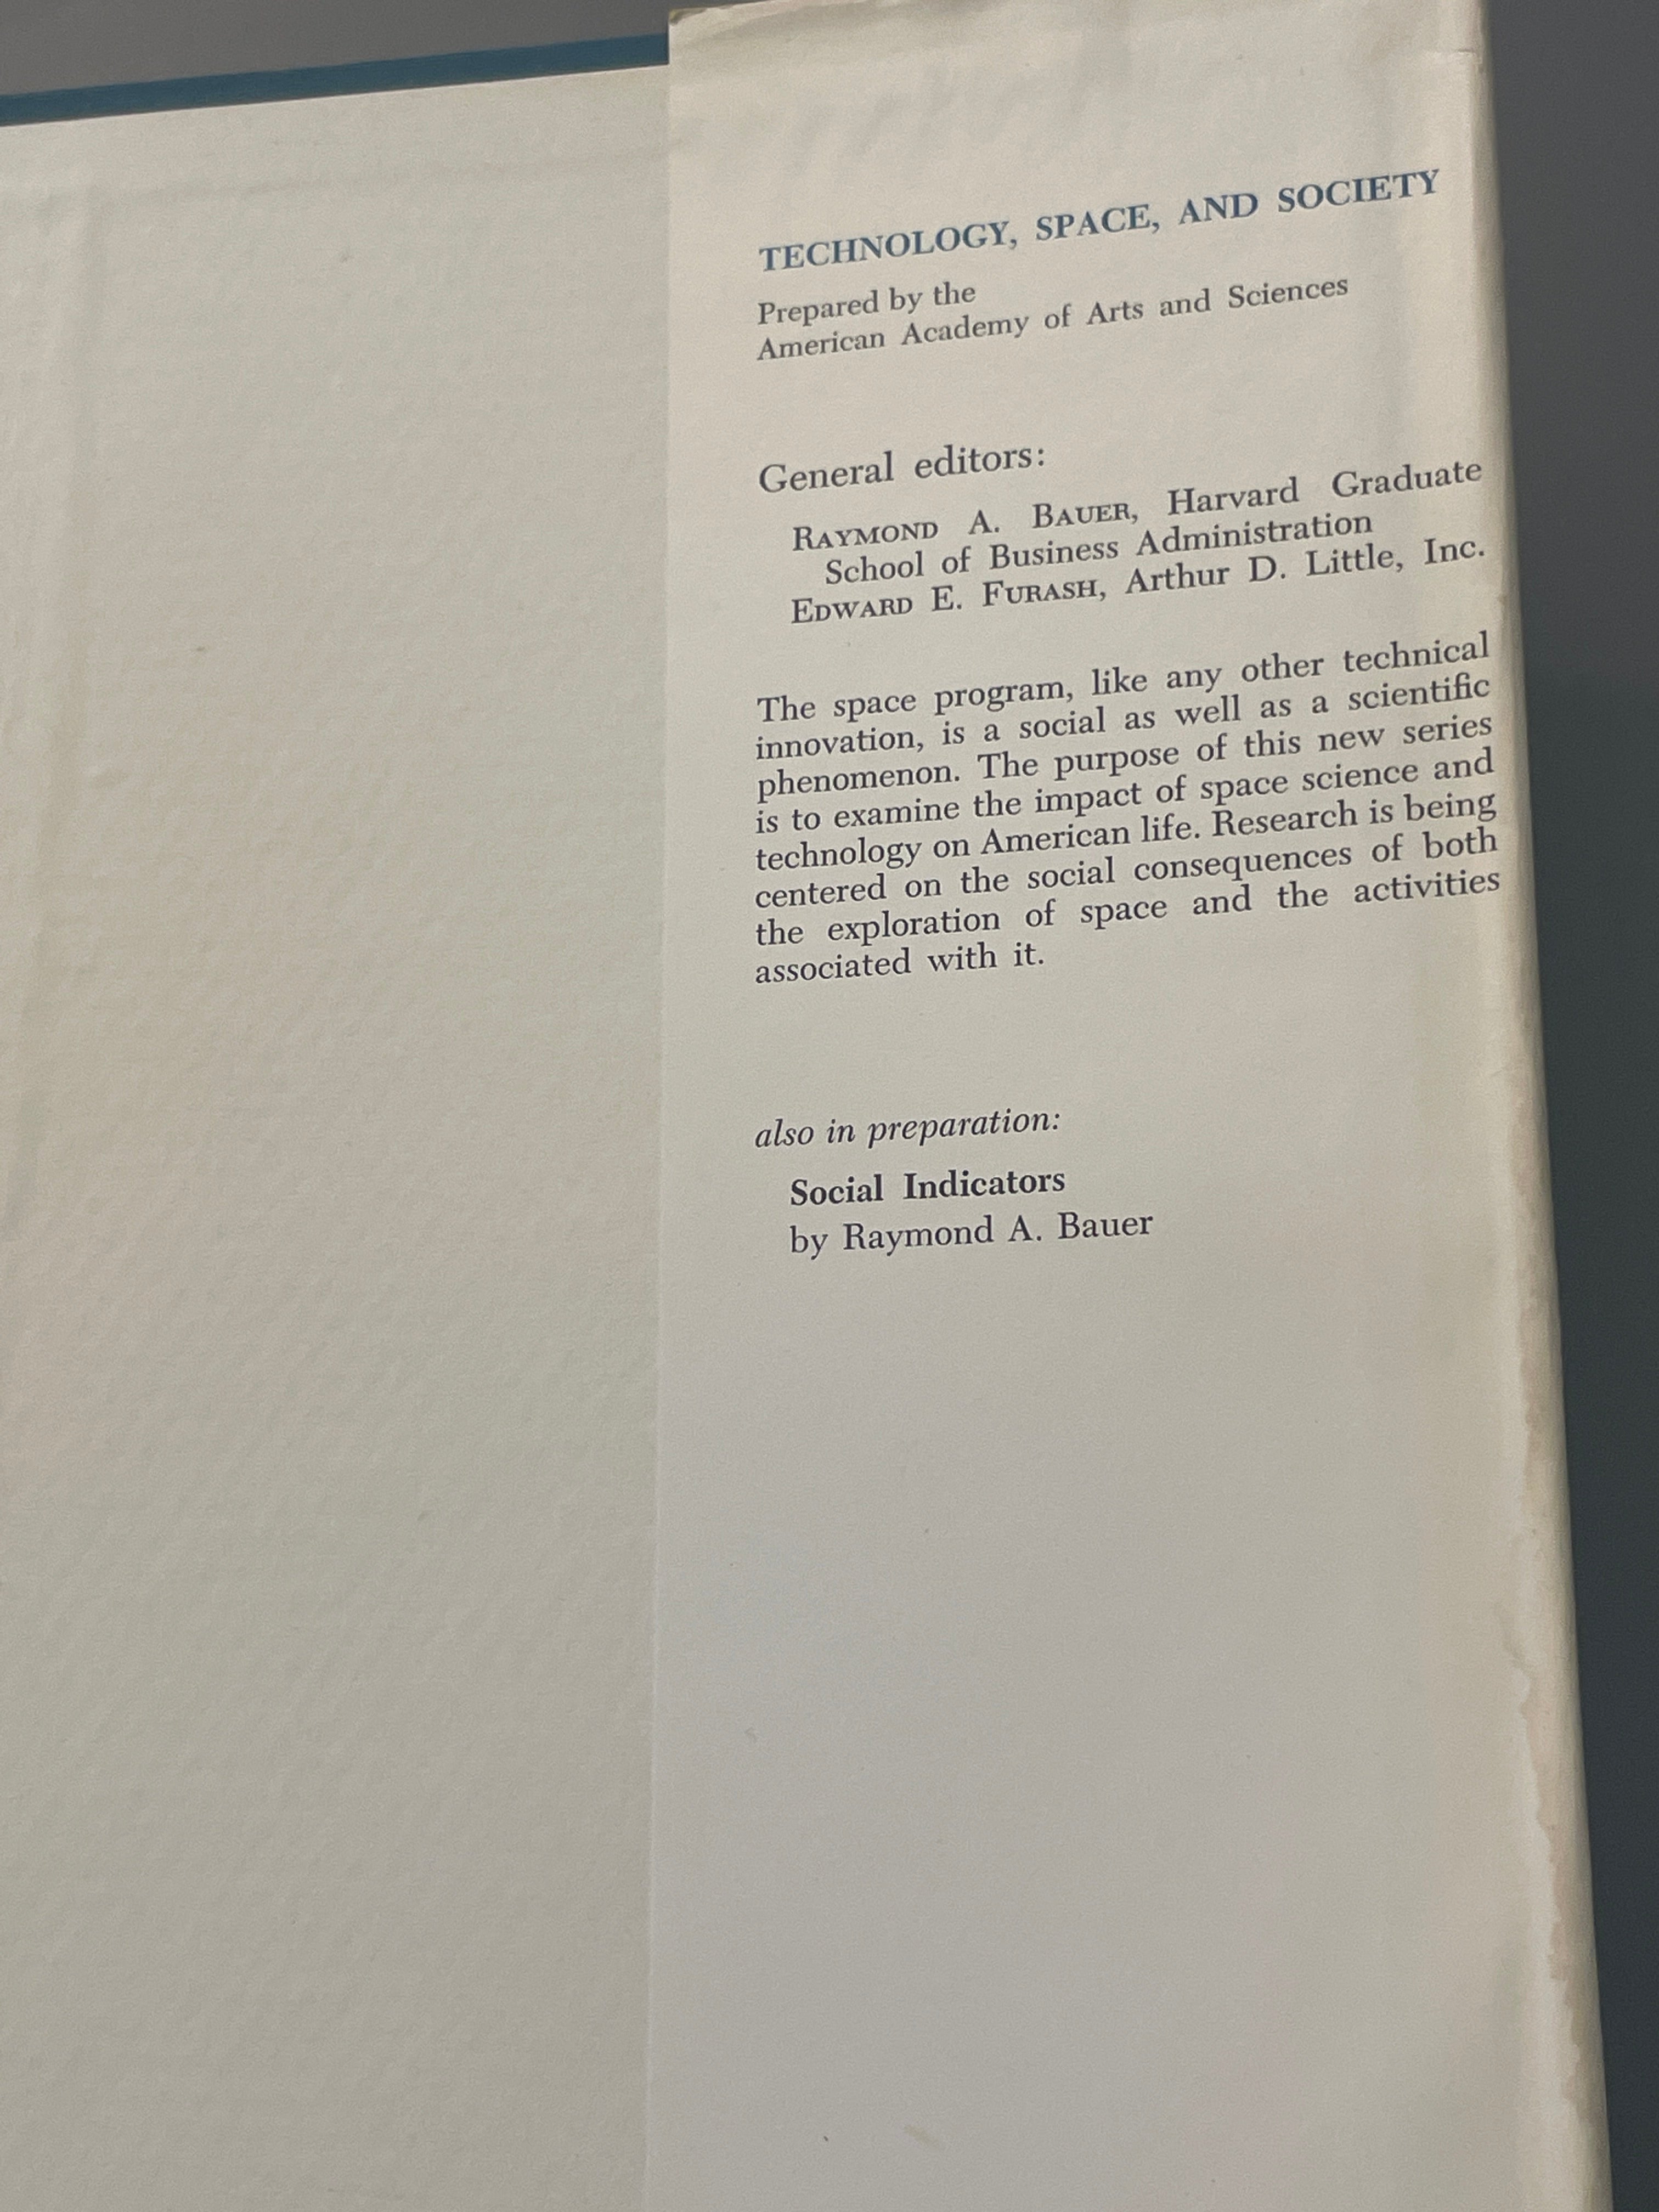 TECHNOLOGY, SPACE, AND SOCIETY
Prepared by the
American Academy of Arts and Sciences
General editors:
RAYMOND A. BAUER, Harvard Graduate
School of Business Administration
EDWARD E. FURASH, Arthur D. Little, Inc.
The space program, like any other technical
innovation, is a social as well as a scientific
phenomenon. The purpose of this new series
is to examine the impact of space science and
technology on American life. Research is being
centered on the social consequences of both
the exploration of space and the activities
associated with it.
also in preparation:
Social Indicators
by Raymond A. Bauer